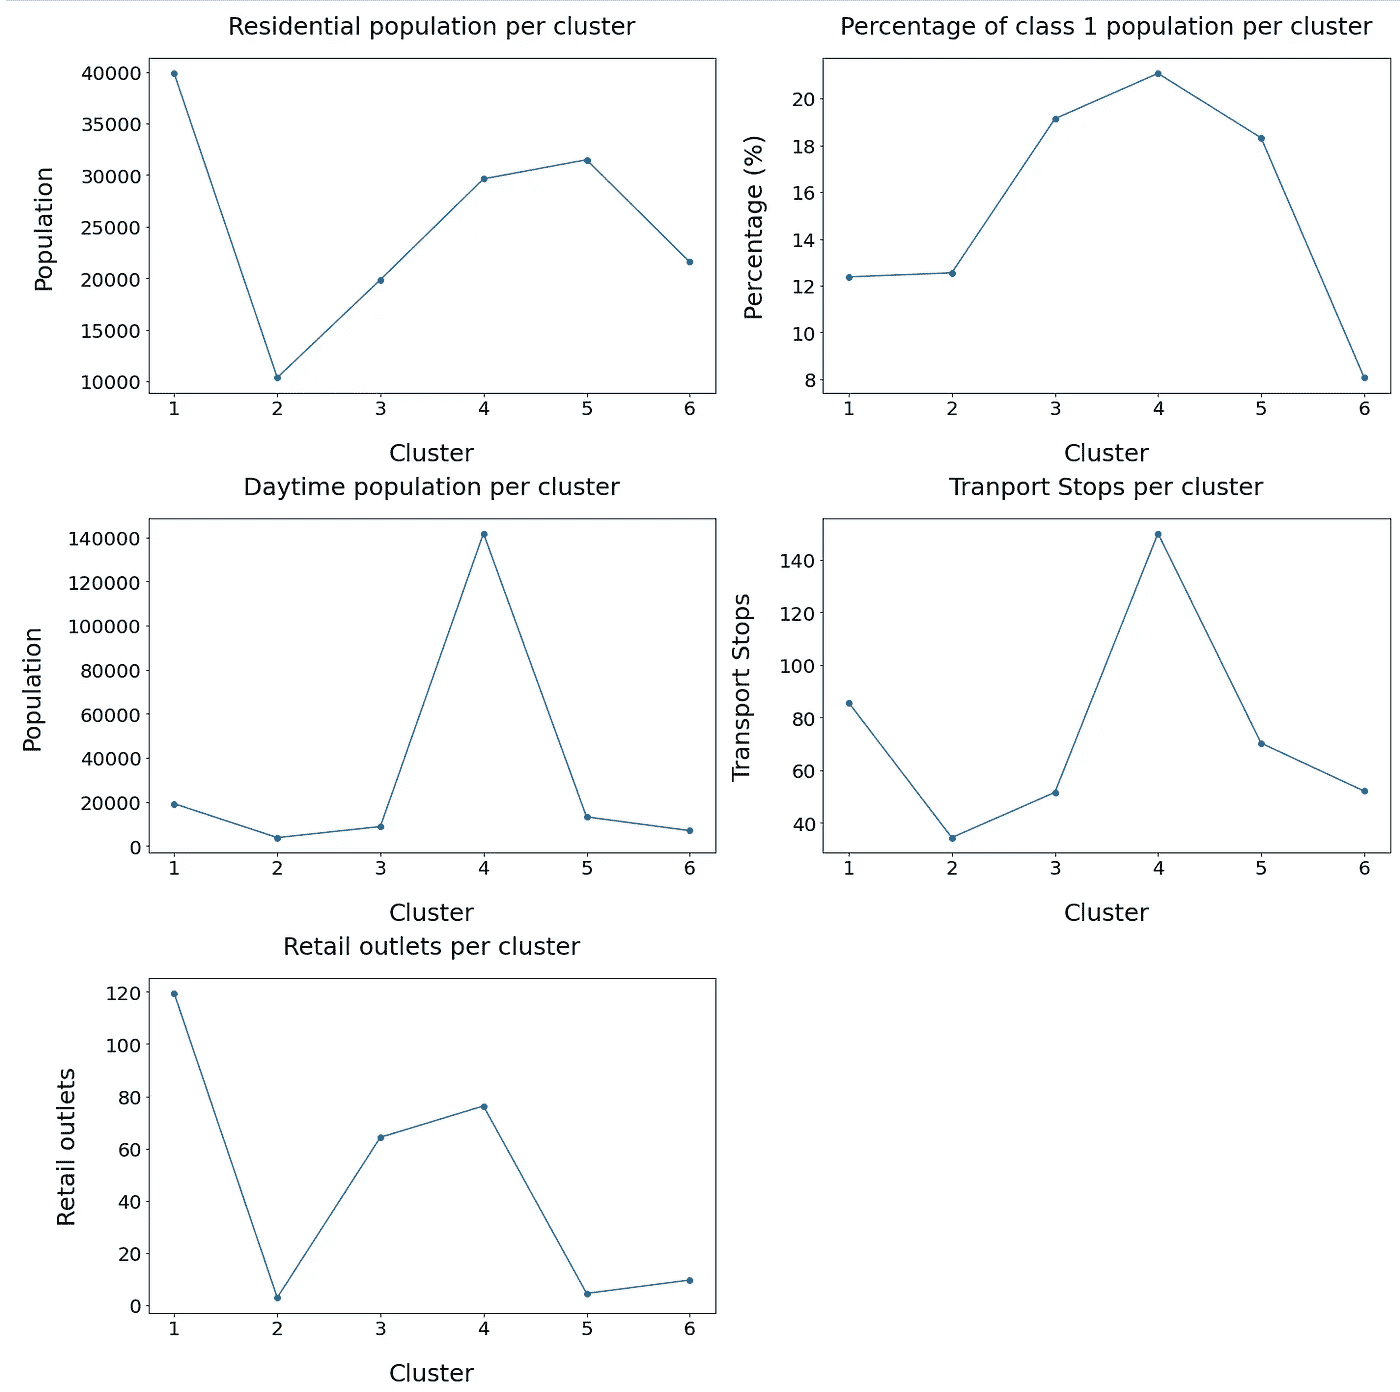 Residential population per cluster
Population
40000
35000
30000
25000
20000
15000
10000
1 2 3 4 5 6
Cluster
Percentage of class 1 population per cluster
Percentage (%)
20
18
16
14
12
10
8
1 2 3 4 5 6
Cluster
Daytime population per cluster
Population
140000
120000
100000
80000
60000
40000
20000
0
1 2 3 4 5 6
Cluster
Tranport Stops per cluster
Transport Stops
140
120
100
80
60
40
1 2 3 4 5 6
Cluster
Retail outlets per cluster
Retail outlets
120
100
80
60
40
20
0
1 2 3 4 5 6
Cluster